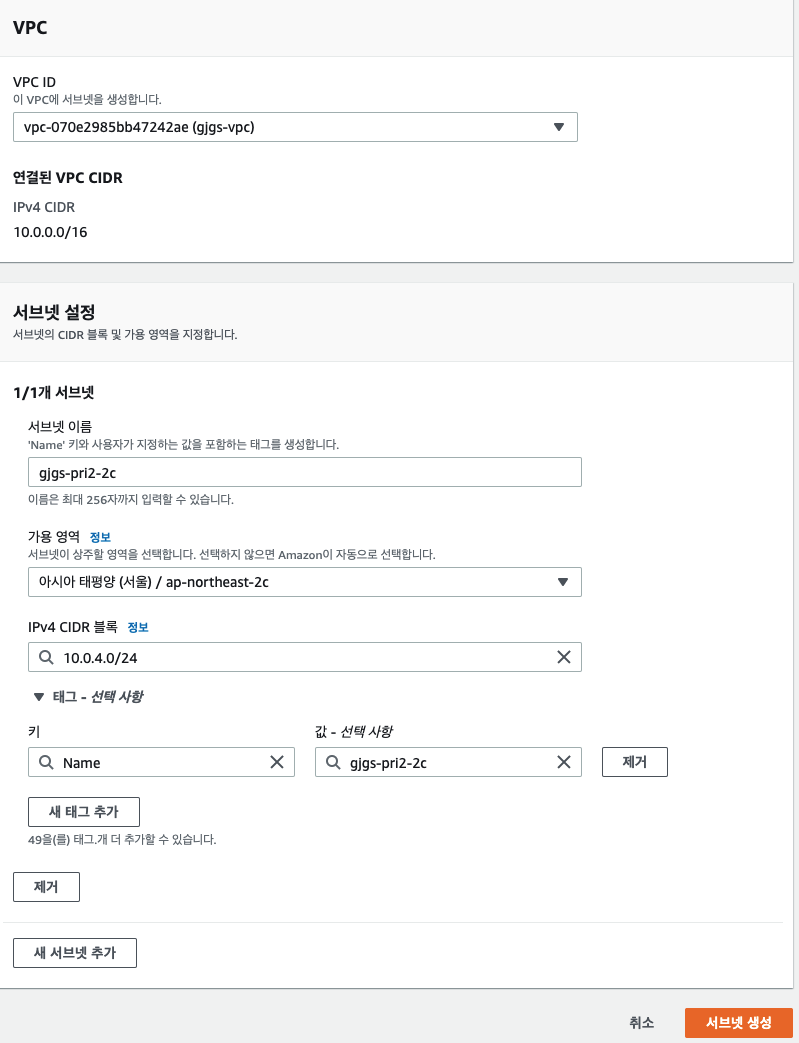 VPC
VPC ID
이 VPC에 서브넷을 생성합니다.
vpc-070e2985bb47242ae (gjgs-vpc)
연결된 VPC CIDR
IPv4 CIDR
10.0.0.0/16
서브넷 설정
서브넷의 CIDR 블록 및 가용 영역을 지정합니다.
1/1개 서브넷
서브넷 이름
'Name' 키와 사용자가 지정하는 값을 포함하는 태그를 생성합니다.
gjgs-pri2-2c
이름은 최대 256자까지 입력할 수 있습니다.
가용 영역 정보
서브넷이 상주할 영역을 선택합니다. 선택하지 않으면 Amazon이 자동으로 선택합니다.
아시아 태평양 (서울) / ap-northeast-2c
IPv4 CIDR 블록 정보
10.0.4.0/24
태그 - 선택 사항
키 값 - 선택 사항
Name gjgs-pri2-2c 제거
새 태그 추가
49을(를) 태그.개 더 추가할 수 있습니다.
제거
새 서브넷 추가
취소 서브넷 생성